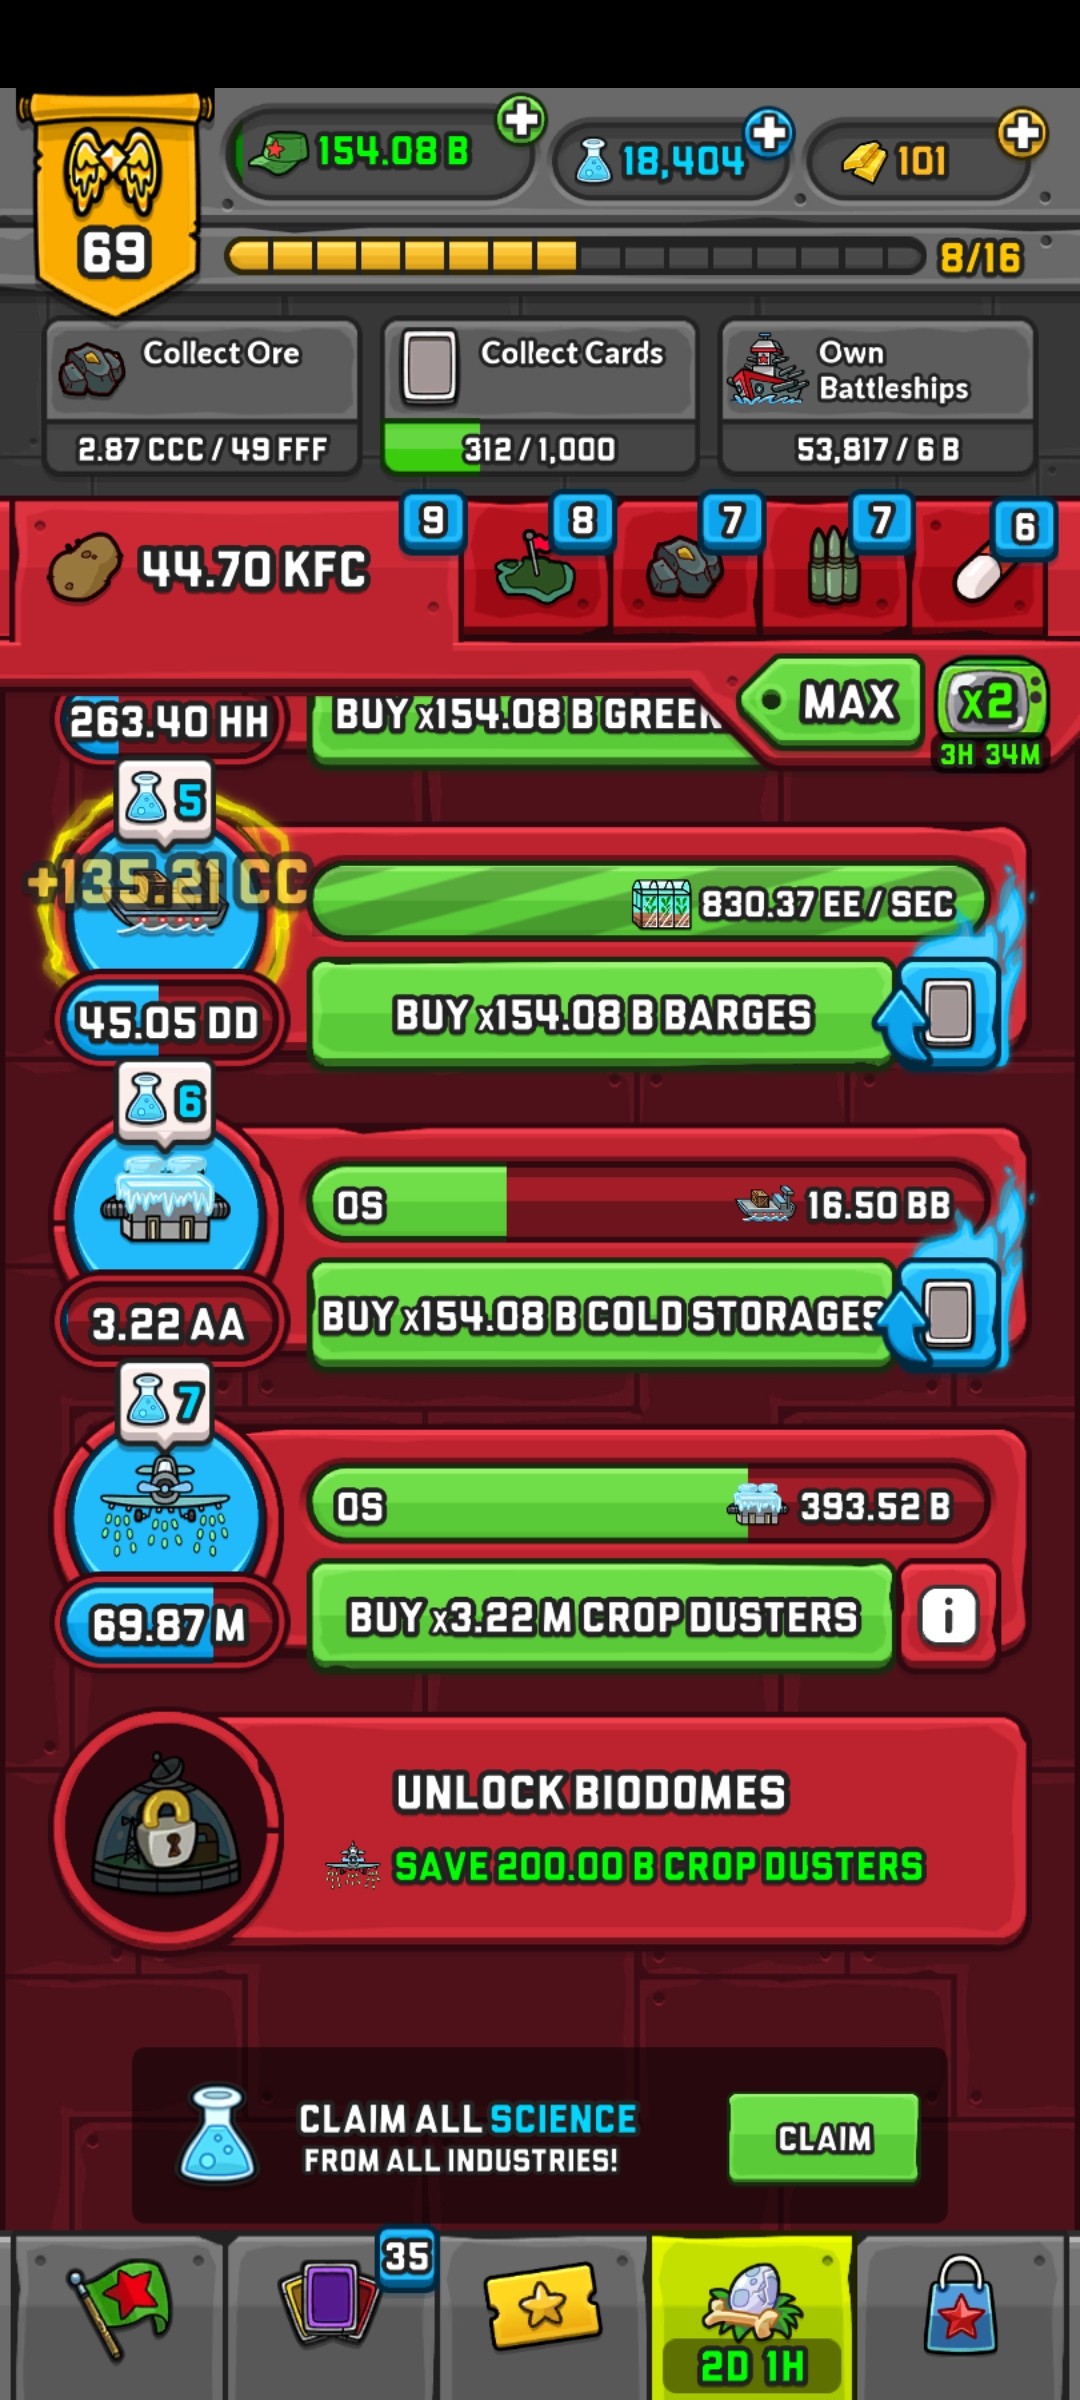 69
154.08 B
18,404
101
8/16
Collect Ore
2.87 CCC / 49 FFF
Collect Cards
312 / 1,000
Own
Battleships
53,817 / 6 B
44.70 KFC
9
8
7
7
6
MAX
x2
3H 34M
263.40 HH
BUY x154.08 B GREEN
5
+135.21 CC
830.37 EE / SEC
45.05 DD
BUY x154.08 B BARGES
6
0S
16.50 BB
3.22 AA
BUY x154.08 B COLD STORAGES
7
0S
393.52 B
69.87 M
BUY x3.22 M CROP DUSTERS
i
UNLOCK BIODOMES
SAVE 200.00 B CROP DUSTERS
CLAIM ALL SCIENCE
FROM ALL INDUSTRIES!
CLAIM
35
2D 1H